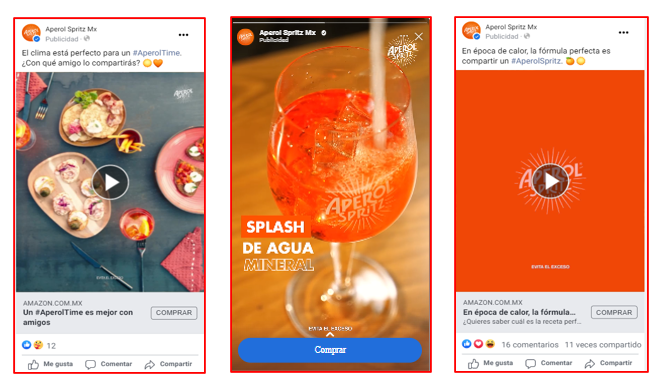 Aperol Spritz Mx
Publicidad ·
El clima está perfecto para un #AperolTime.
¿Con qué amigo lo compartirás?
APEROL
SPRITZ
EVITA EL EXCESO
AMAZON.COM.MX
Un #AperolTime es mejor con
amigos
COMPRAR
12
Me gusta
Comentar
Compartir
Aperol Spritz Mx
Publicidad
APEROL
SPRITZ
APEROL
SPRITZ
SPLASH
DE AGUA
MINERAL
EVITA EL EXCESO
Comprar
Aperol Spritz Mx
Publicidad ·
En época de calor, la fórmula perfecta es
compartir un #AperolSpritz.
APEROL
SPRITZ
EVITA EL EXCESO
AMAZON.COM.MX
En época de calor, la fórmula...
¿Quieres saber cuál es la receta perf...
COMPRAR
16 comentarios 11 veces compartido
Me gusta
Comentar
Compartir